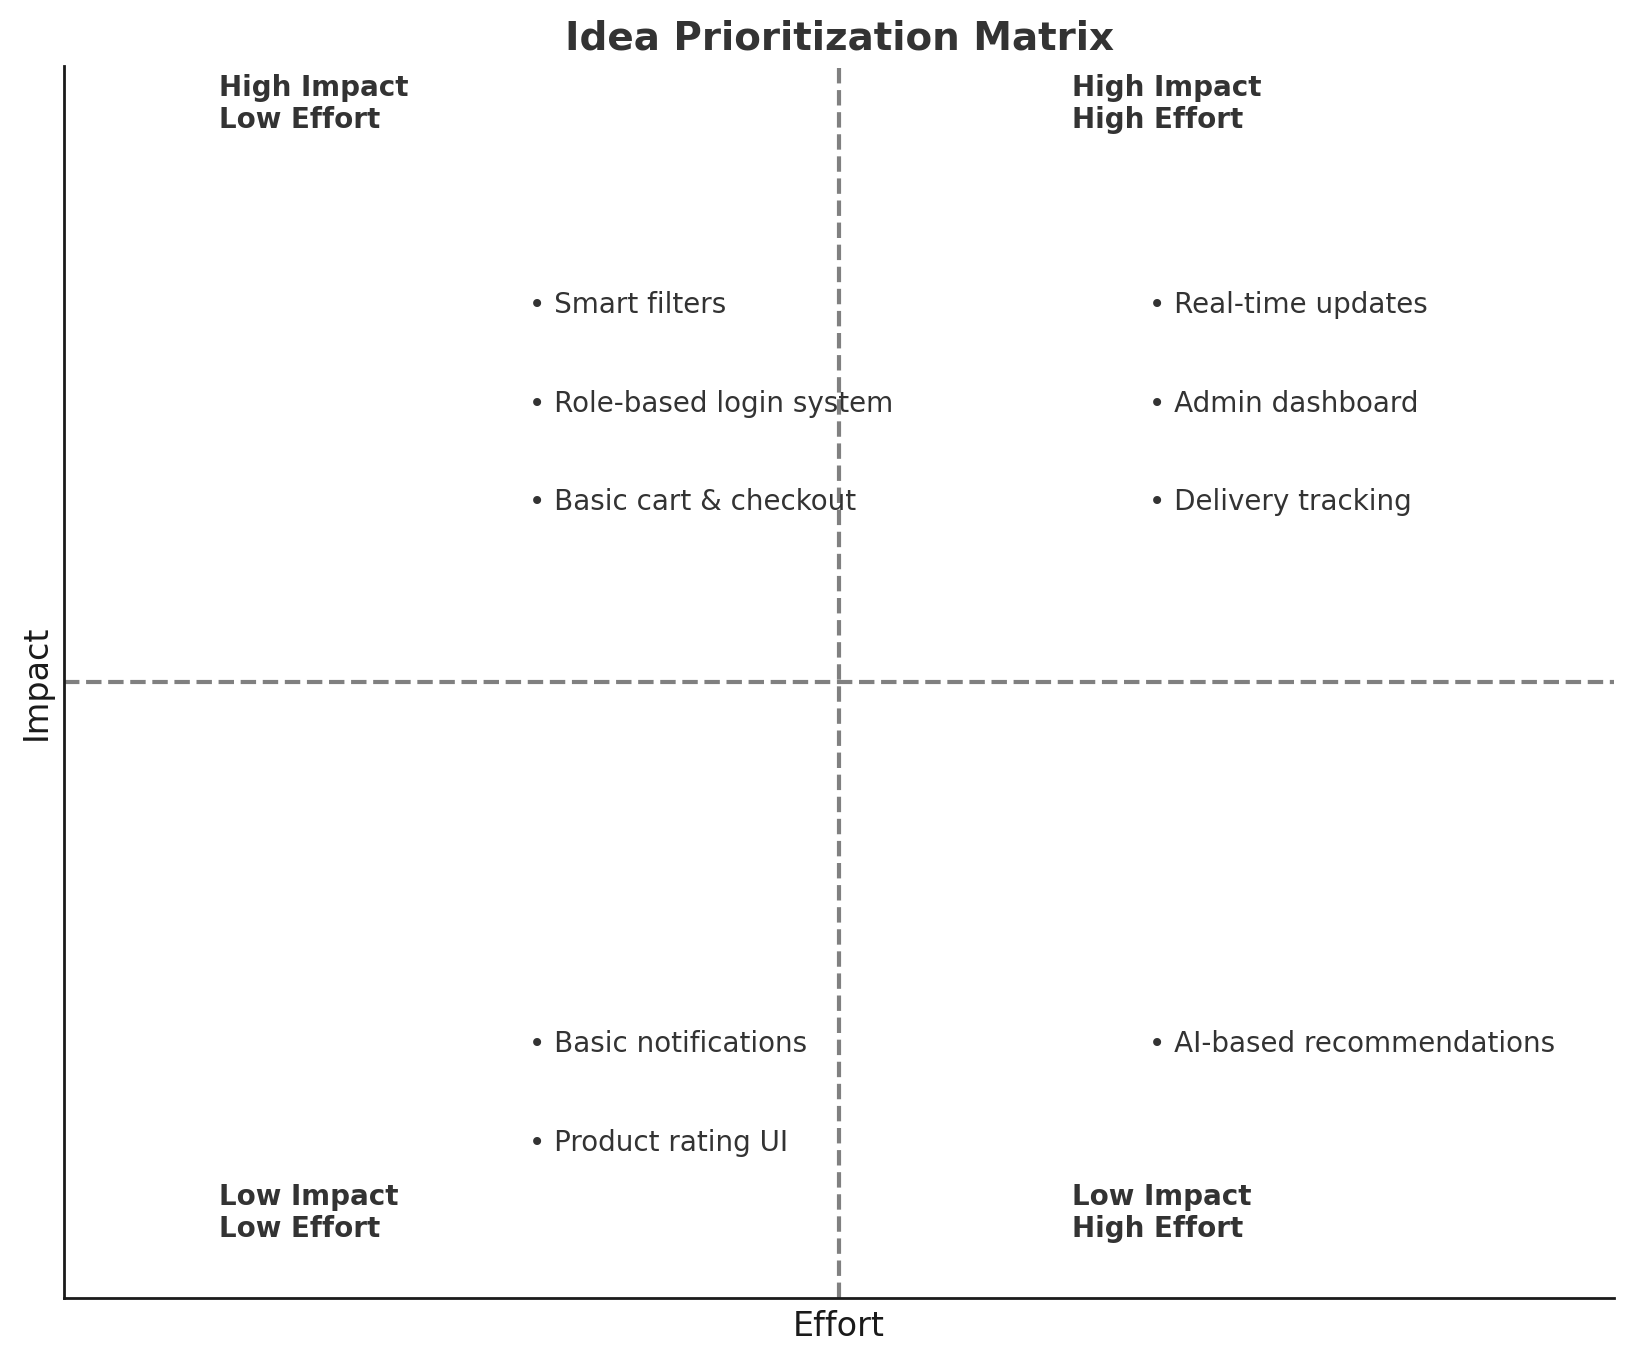 Idea Prioritization Matrix
High Impact
Low Effort
High Impact
High Effort
• Smart filters
• Real-time updates
• Role-based login system
• Admin dashboard
• Basic cart & checkout
• Delivery tracking
Impact
• Basic notifications
• AI-based recommendations
• Product rating UI
Low Impact
Low Effort
Low Impact
High Effort
Effort